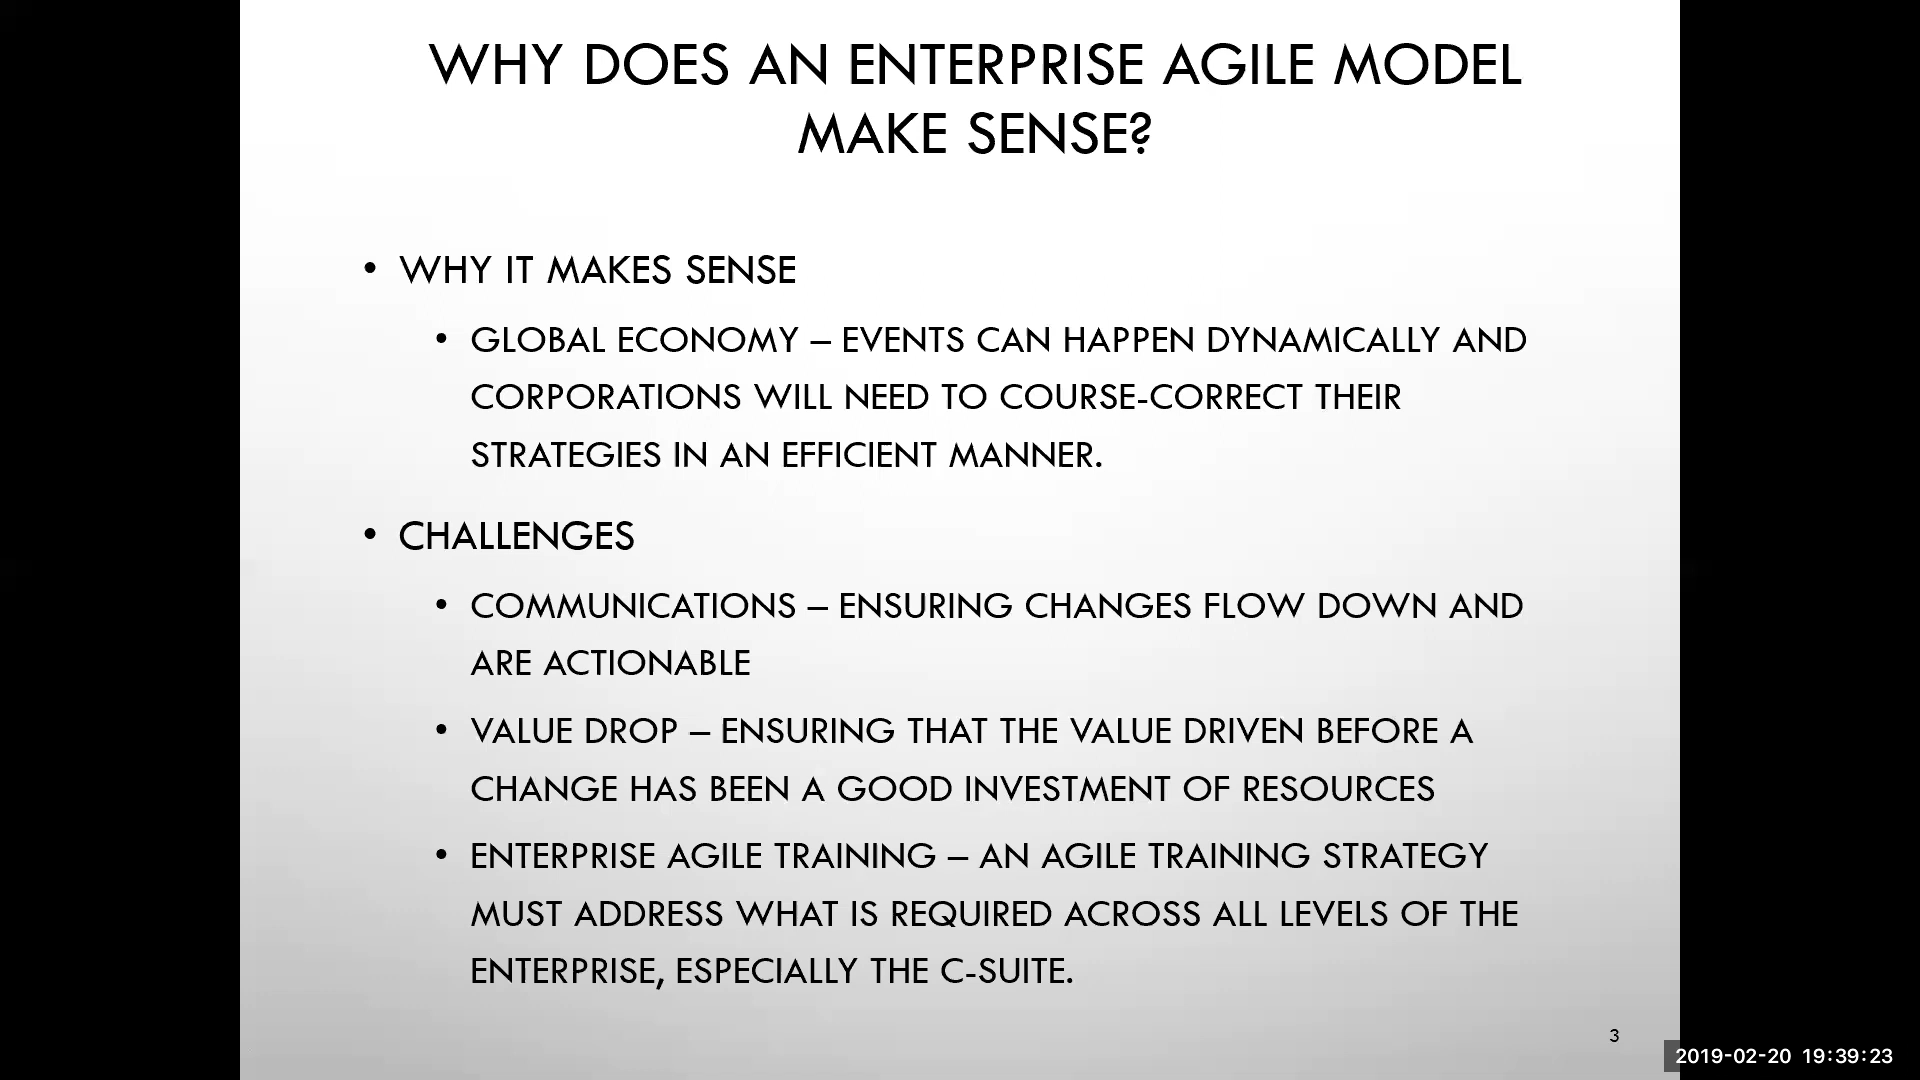 WHY DOES AN ENTERPRISE AGILE MODEL
MAKE SENSE?
• WHY IT MAKES SENSE
• GLOBAL ECONOMY – EVENTS CAN HAPPEN DYNAMICALLY AND
CORPORATIONS WILL NEED TO COURSE-CORRECT THEIR
STRATEGIES IN AN EFFICIENT MANNER.
• CHALLENGES
• COMMUNICATIONS – ENSURING CHANGES FLOW DOWN AND
ARE ACTIONABLE
• VALUE DROP – ENSURING THAT THE VALUE DRIVEN BEFORE A
CHANGE HAS BEEN A GOOD INVESTMENT OF RESOURCES
• ENTERPRISE AGILE TRAINING – AN AGILE TRAINING STRATEGY
MUST ADDRESS WHAT IS REQUIRED ACROSS ALL LEVELS OF THE
ENTERPRISE, ESPECIALLY THE C-SUITE.
3
2019-02-20 19:39:23